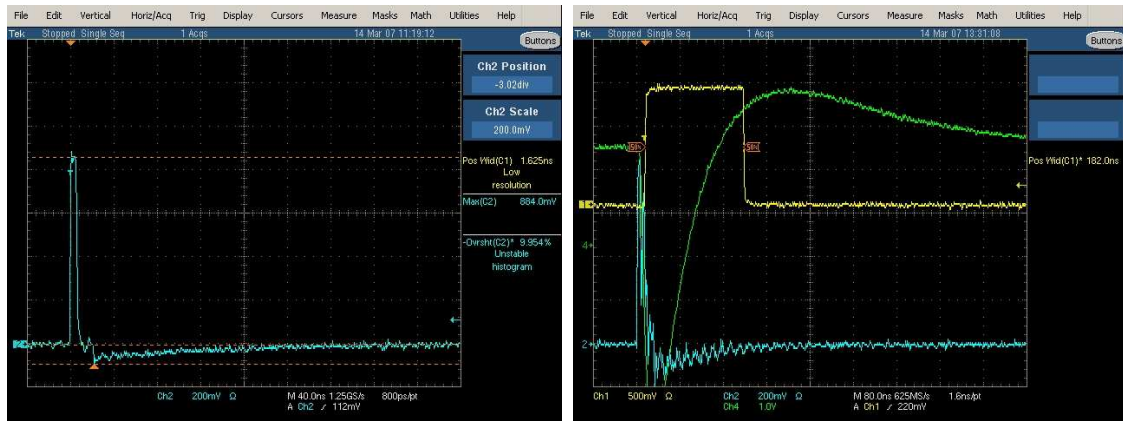 File Edit Vertical Horiz/Acq Trig Display Cursors Measure Masks Math Utilities Help
Tek Stopped Single Seq 1 Acqs 14 Mar 07 11:19:12 Buttons
Ch2 Position
-3.02div
Ch2 Scale
200.0mV
Pos Wid(C1) 1.625ns
Low
resolution
Max(C2) 884.0mV
-Ovrsht(C2)* 9.954%
Unstable
histogram
Ch2 200mV Ω M 40.0ns 1.25GS/s 800ps/pt
A Ch2 ∕ 112mV
File Edit Vertical Horiz/Acq Trig Display Cursors Measure Masks Math Utilities Help
Tek Stopped Single Seq 1 Acqs 14 Mar 07 13:31:08 Buttons
50% 50%
Pos Wid(C1)* 182.0ns
1
4
2
Ch1 500mV Ω Ch2 200mV Ω M 80.0ns 625MS/s 1.6ns/pt
Ch4 1.0V A Ch1 ∕ 220mV